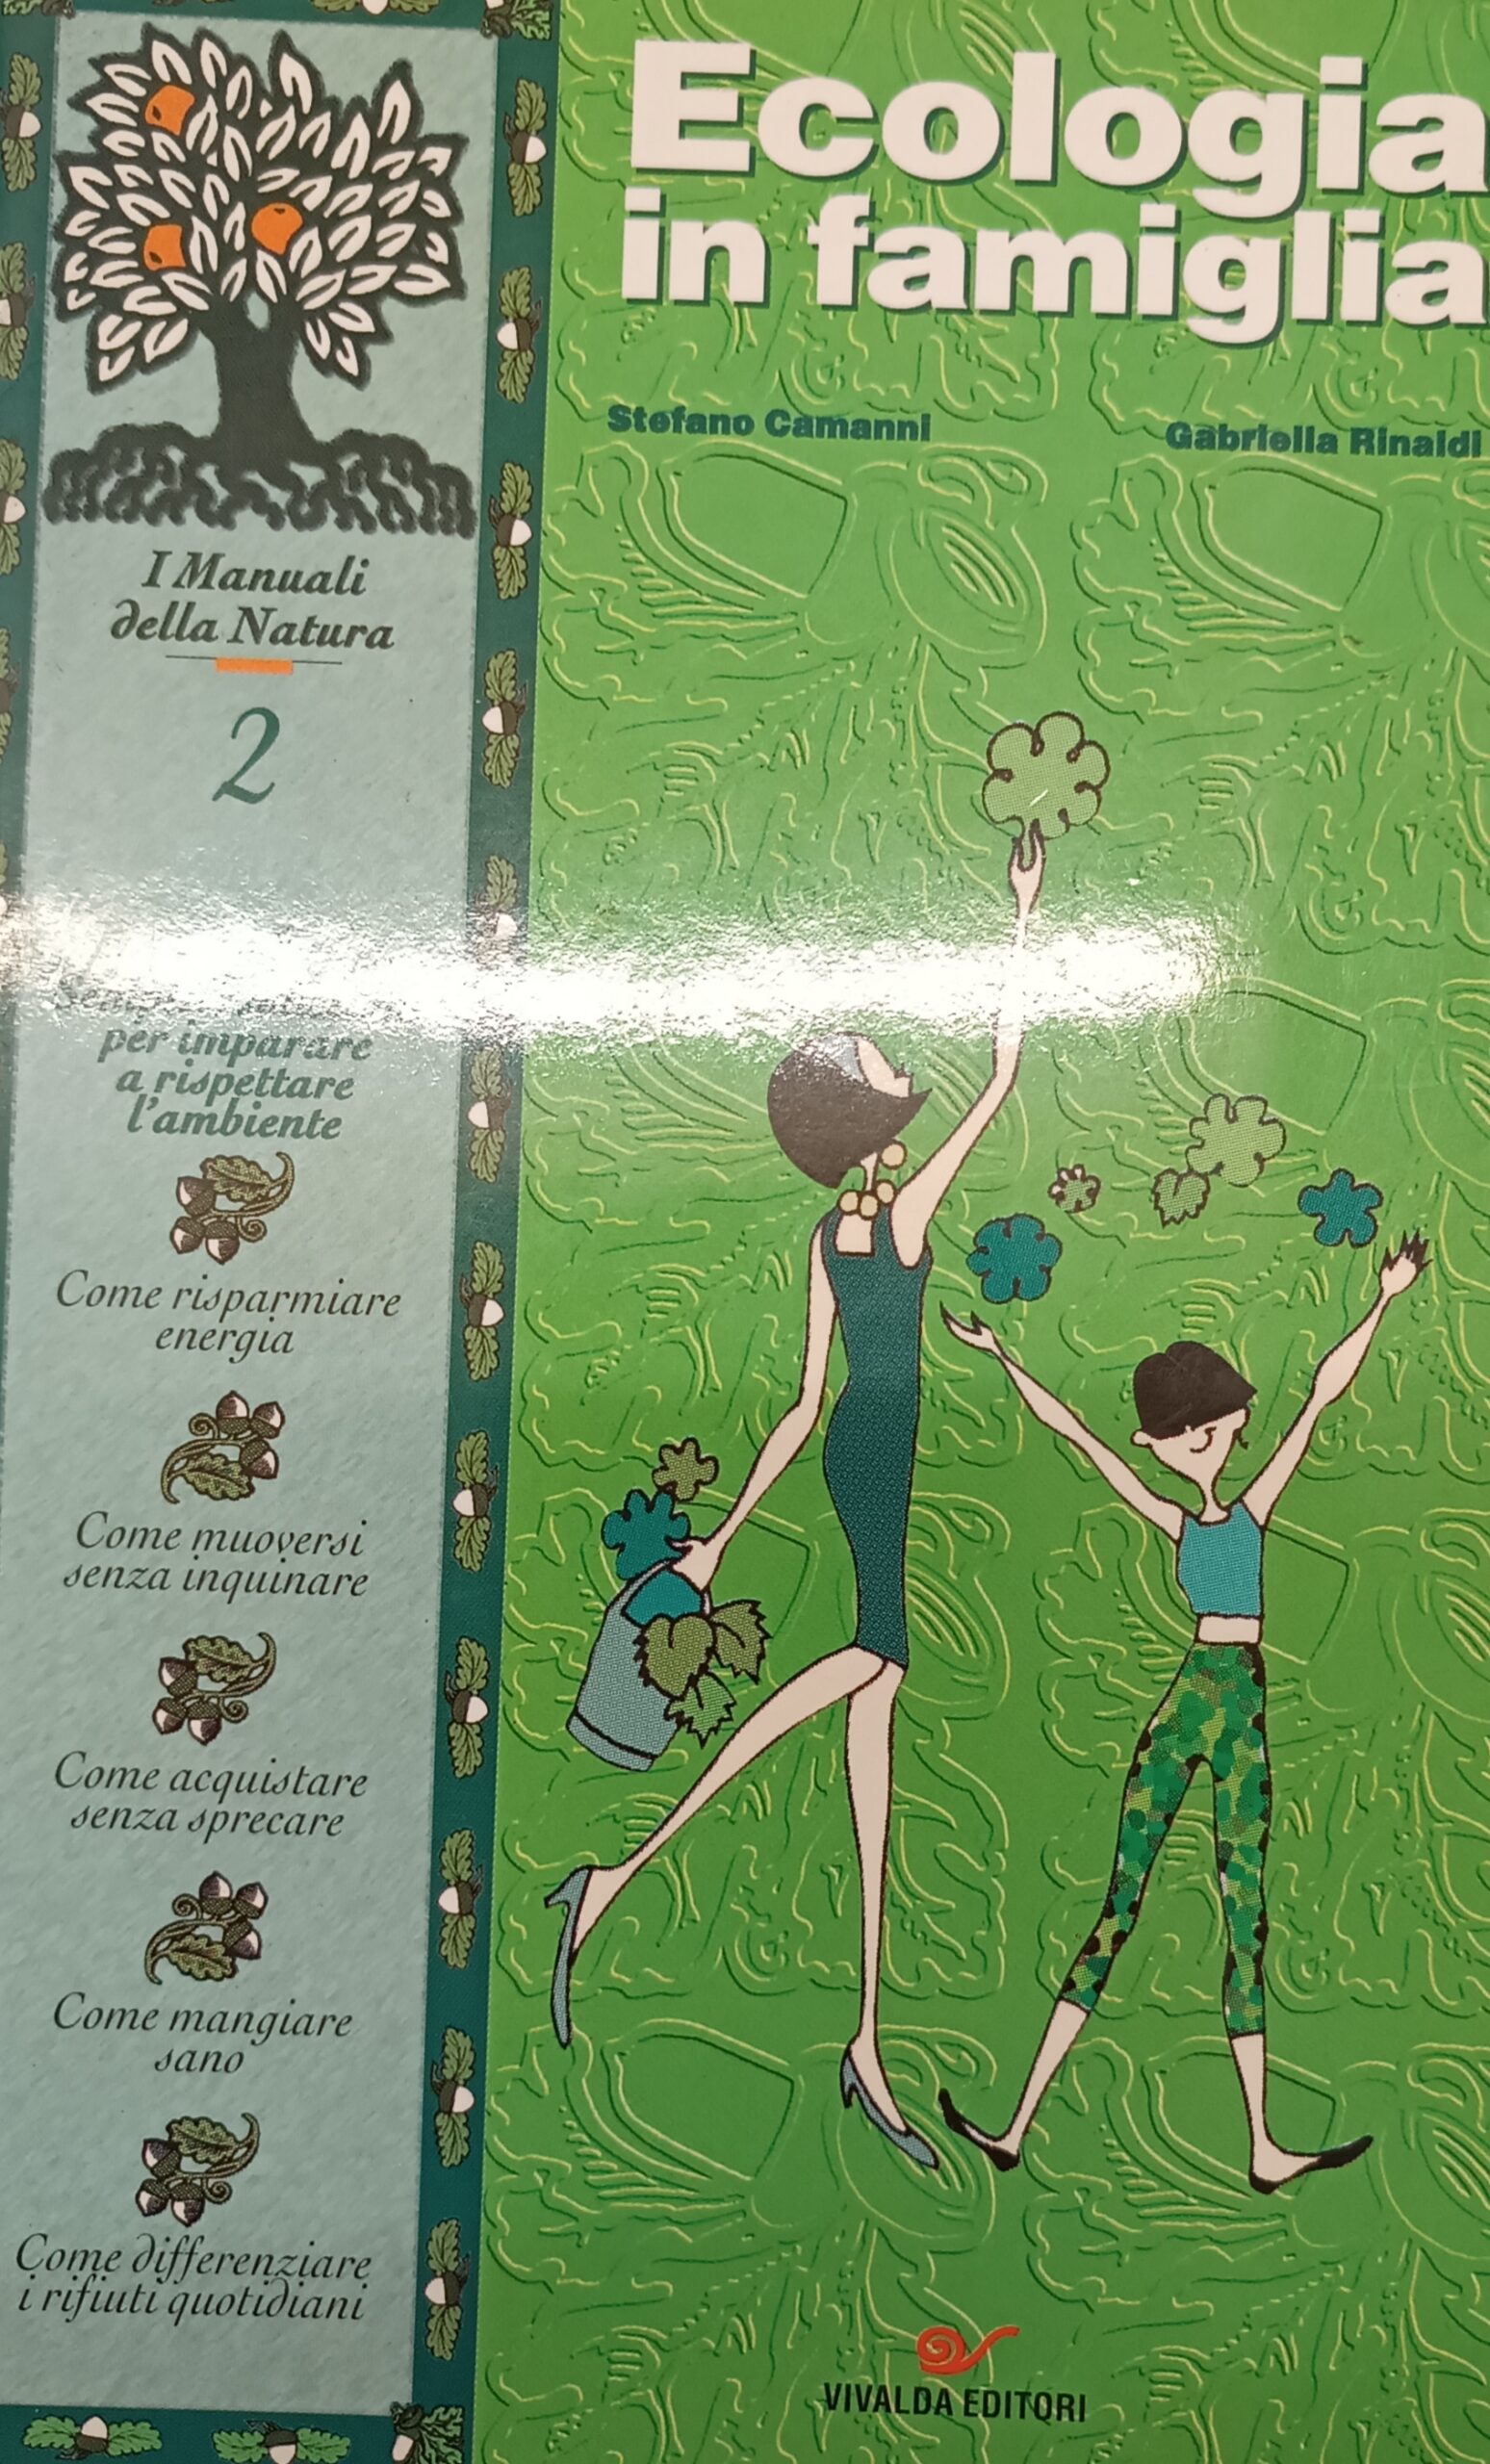 Ecologia
in famiglia
Stefano Camanni
Gabriella Rinaldi
I Manuali
della Natura
2
per imparare
a rispettare
l'ambiente
Come risparmiare
energia
Come muoversi
senza inquinare
Come acquistare
senza sprecare
Come mangiare
sano
Come differenziare
i rifiuti quotidiani
VIVALDA EDITORI